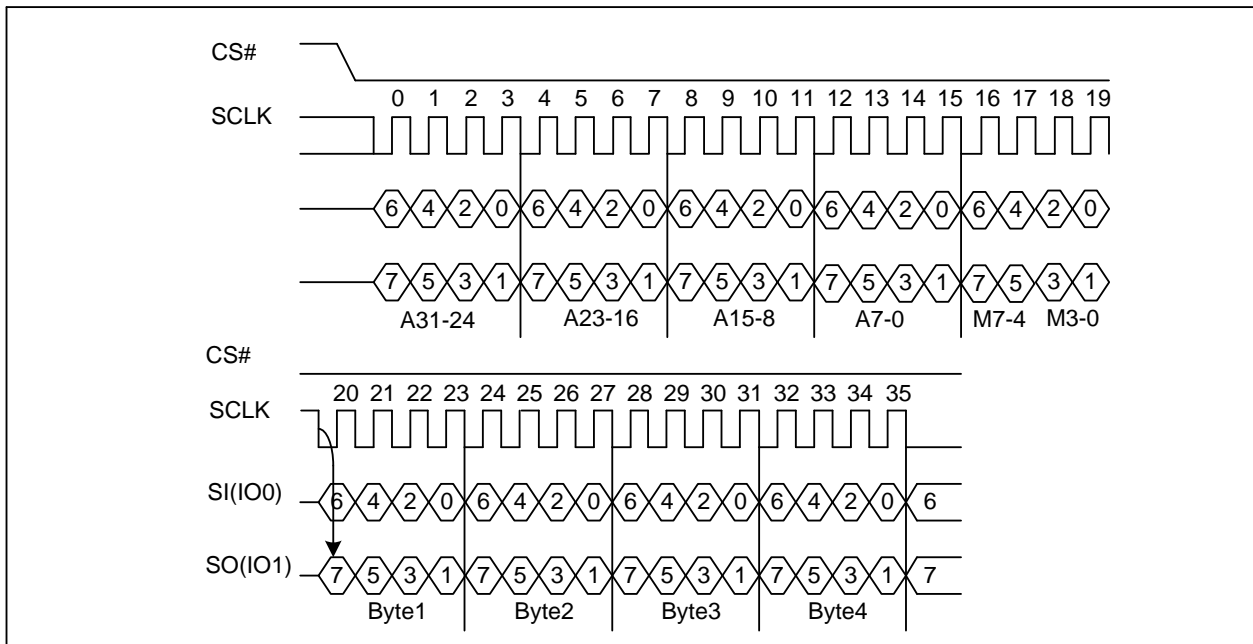 CS#
0 1 2 3 4 5 6 7 8 9 10 11 12 13 14 15 16 17 18 19
SCLK
6 4 2 0 6 4 2 0 6 4 2 0 6 4 2 0 6 4 2 0
7 5 3 1 7 5 3 1 7 5 3 1 7 5 3 1 7 5 3 1
A31-24 A23-16 A15-8 A7-0 M7-4 M3-0
CS#
20 21 22 23 24 25 26 27 28 29 30 31 32 33 34 35
SCLK
SI(IO0) 6 4 2 0 6 4 2 0 6 4 2 0 6 4 2 0 6
SO(IO1) 7 5 3 1 7 5 3 1 7 5 3 1 7 5 3 1 7
Byte1 Byte2 Byte3 Byte4